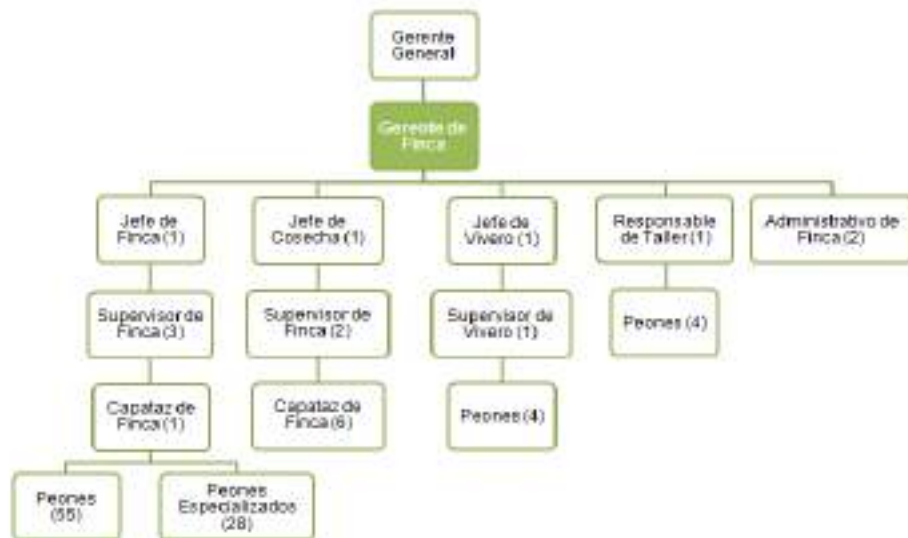 Gerente
General
Gerente de
Finca
Jefe de
Finca (1)
Jefe de
Cosecha (1)
Jefe de
Vivero (1)
Responsable
de Taller (1)
Administrativo de
Finca (2)
Supervisor de
Finca (3)
Supervisor de
Finca (2)
Supervisor de
Vivero (1)
Peones (4)
Capataz de
Finca (1)
Capataz de
Finca (6)
Peones (4)
Peones
(55)
Peones
Especializados
(28)